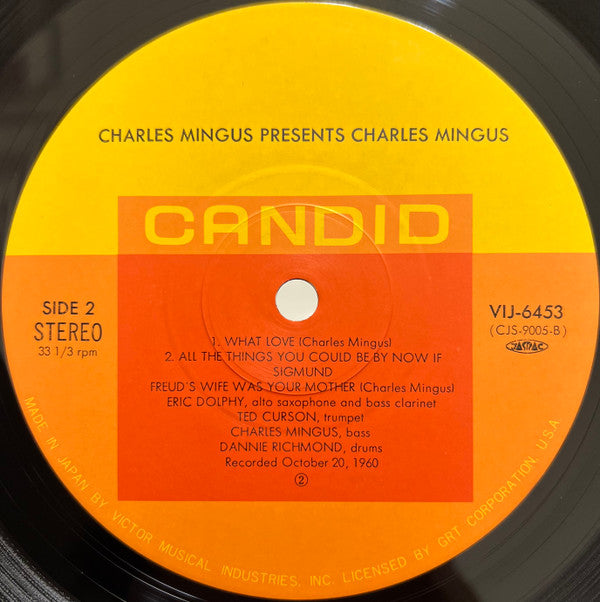 CHARLES MINGUS PRESENTS CHARLES MINGUS
CANDID
SIDE 2
STEREO
33 1/3 rpm
VIJ-6453
(CJS-9005-B)
JASRAC
1. WHAT LOVE (Charles Mingus)
2. ALL THE THINGS YOU COULD BE BY NOW IF
SIGMUND
FREUD'S WIFE WAS YOUR MOTHER (Charles Mingus)
ERIC DOLPHY, alto saxophone and bass clarinet
TED CURSON, trumpet
CHARLES MINGUS, bass
DANNIE RICHMOND, drums
Recorded October 20, 1960
②
MADE IN JAPAN BY VICTOR MUSICAL INDUSTRIES, INC. LICENSED BY GRT CORPORATION, U.S.A.